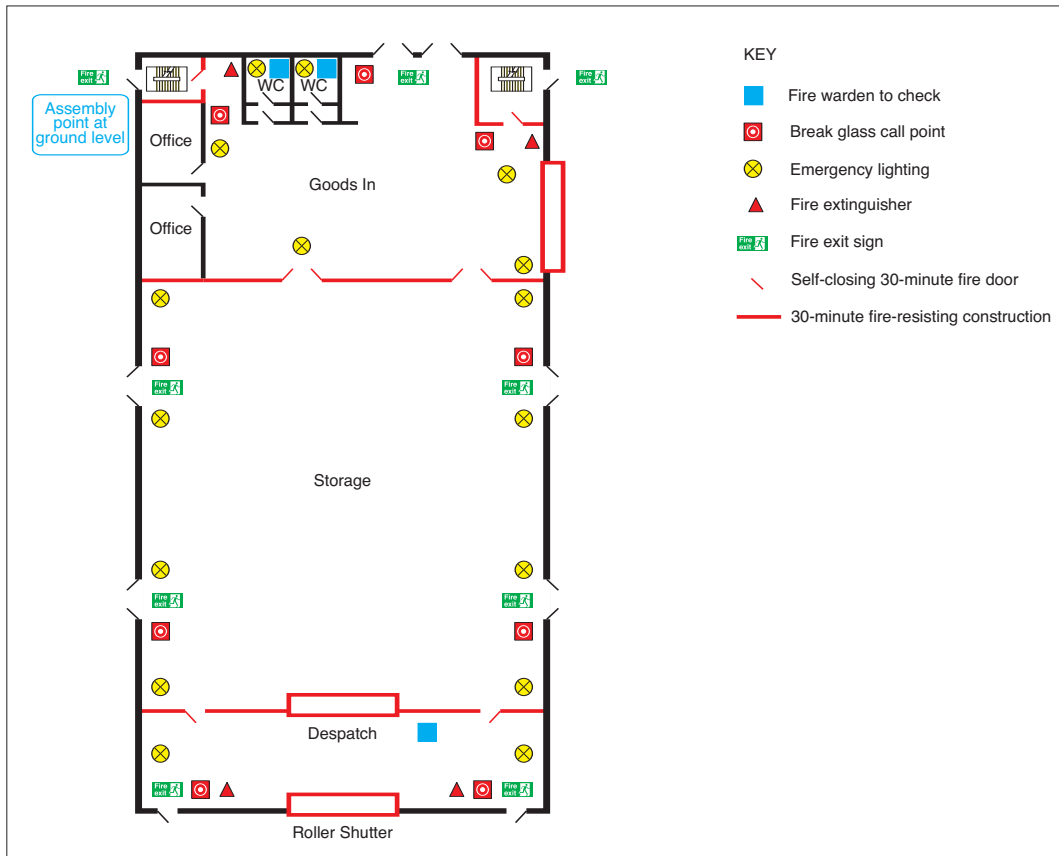 KEY
Fire exit
Fire exit
Fire exit
WC
WC
Assembly
point at
ground level
Fire warden to check
Break glass call point
Office
Emergency lighting
Goods In
Fire extinguisher
Office
Fire exit
Fire exit sign
Self-closing 30-minute fire door
30-minute fire-resisting construction
Fire exit
Fire exit
Storage
Fire exit
Fire exit
Despatch
Fire exit
Fire exit
Roller Shutter